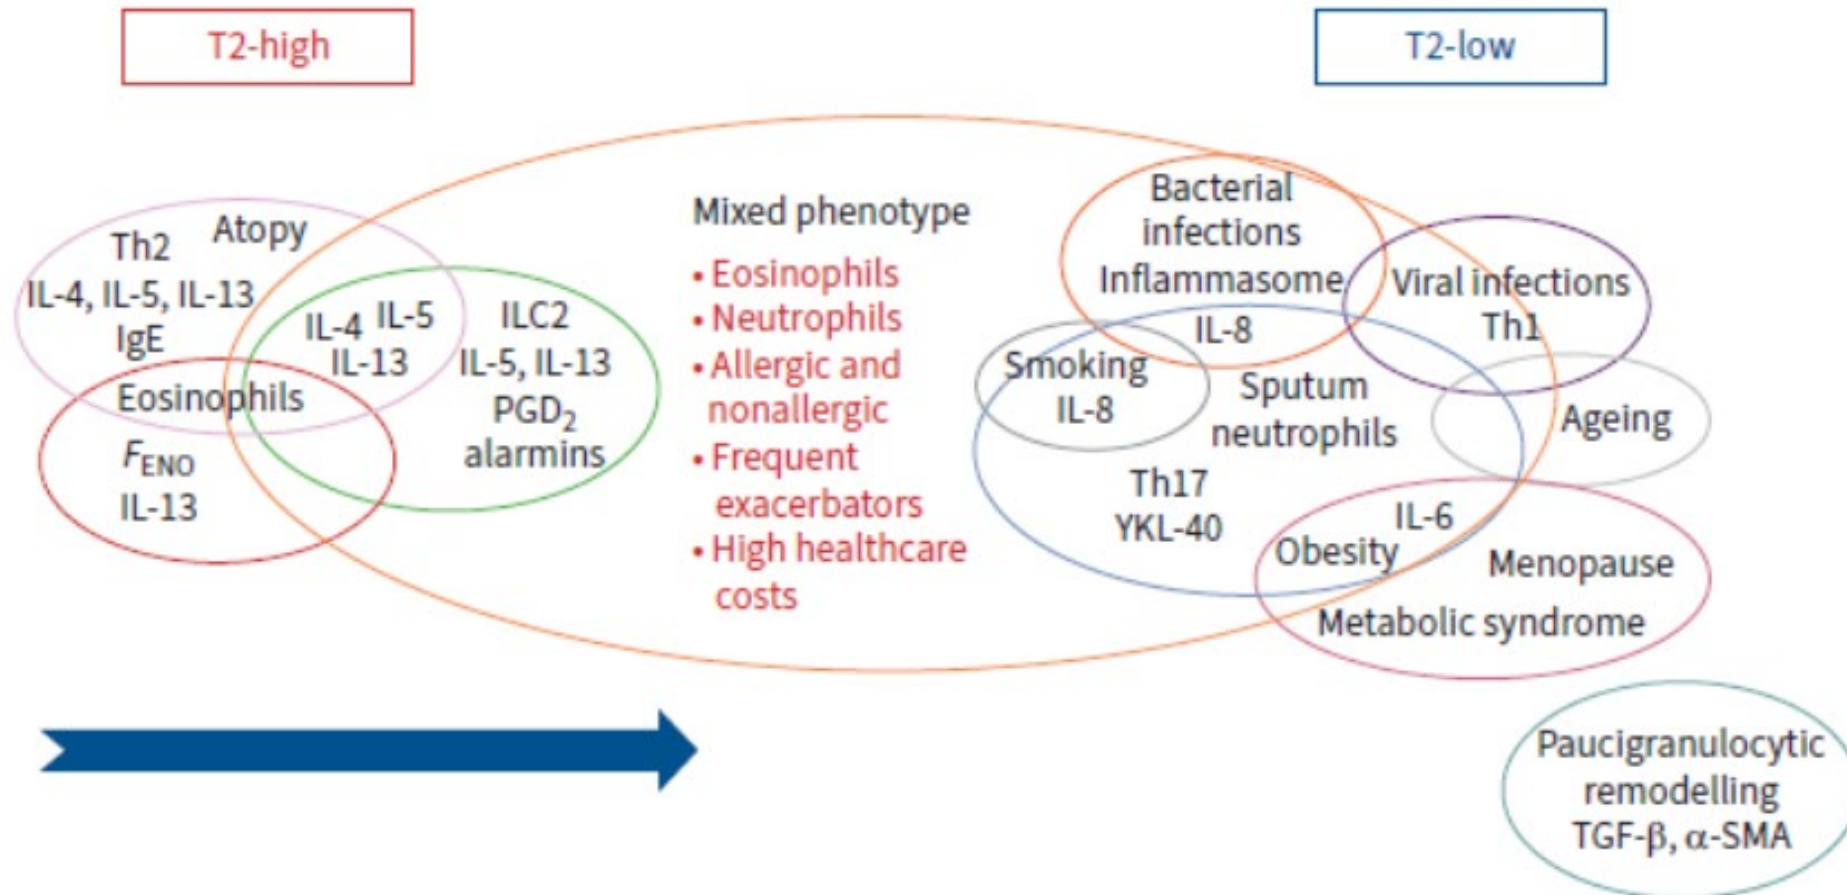 T2-high
T2-low
Atopy
Th2
IL-4, IL-5, IL-13
IgE
Eosinophils
FENO
IL-13
IL-4 IL-5
IL-13
ILC2
IL-5, IL-13
PGD₂
alarmins
Mixed phenotype
• Eosinophils
• Neutrophils
• Allergic and
nonallergic
• Frequent
exacerbators
• High healthcare
costs
Bacterial
infections
Inflammasome
IL-8
Viral infections
Th1
Smoking
IL-8
Sputum
neutrophils
Ageing
Th17
YKL-40
IL-6
Obesity
Menopause
Metabolic syndrome
Paucigranulocytic
remodelling
TGF-β, α-SMA